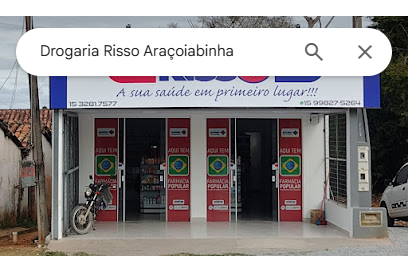 Drogaria Risso Araçoiabinha
RISSO
A sua saúde em primeiro lugar!!!
15 3281.7577
15 99827-5264
AQUI TEM
AQUI TEM
AQUI TEM
AQUI TEM
FARMÁCIA
POPULAR
FARMÁCIA
POPULAR
FARMÁCIA
POPULAR
FARMÁCIA
POPULAR